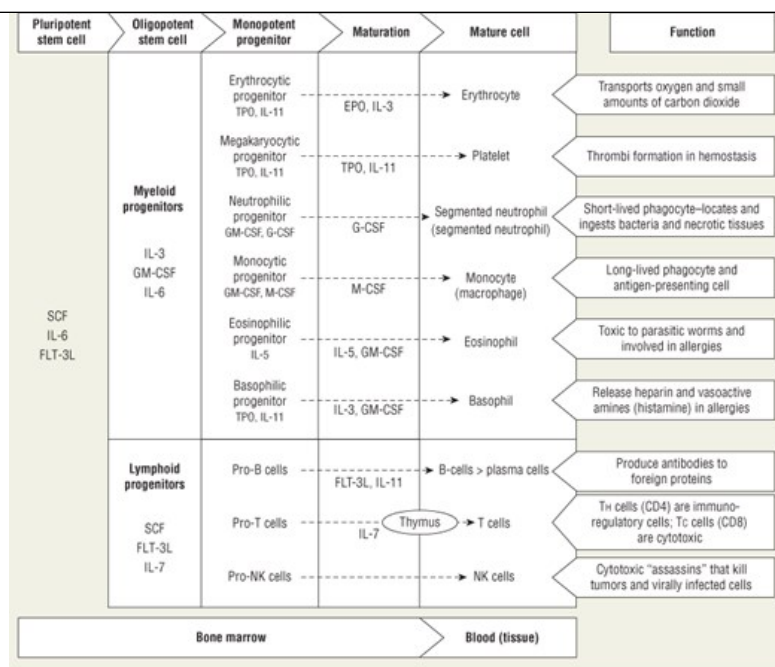 Pluripotent
stem cell
Oligopotent
stem cell
Monopotent
progenitor
Maturation
Mature cell
Function
SCF
IL-6
FLT-3L
Myeloid
progenitors
IL-3
GM-CSF
IL-6
Erythrocytic
progenitor
TPO, IL-11
EPO, IL-3
Erythrocyte
Transports oxygen and small
amounts of carbon dioxide
Megakaryocytic
progenitor
TPO, IL-11
TPO, IL-11
Platelet
Thrombi formation in hemostasis
Neutrophilic
progenitor
GM-CSF, G-CSF
G-CSF
Segmented neutrophil
(segmented neutrophil)
Short-lived phagocyte–locates and
ingests bacteria and necrotic tissues
Monocytic
progenitor
GM-CSF, M-CSF
M-CSF
Monocyte
(macrophage)
Long-lived phagocyte and
antigen-presenting cell
Eosinophilic
progenitor
IL-5
IL-5, GM-CSF
Eosinophil
Toxic to parasitic worms and
involved in allergies
Basophilic
progenitor
TPO, IL-11
IL-3, GM-CSF
Basophil
Release heparin and vasoactive
amines (histamine) in allergies
Lymphoid
progenitors
SCF
FLT-3L
IL-7
Pro-B cells
FLT-3L, IL-11
B-cells > plasma cells
Produce antibodies to
foreign proteins
Pro-T cells
IL-7
Thymus
T cells
TH cells (CD4) are immuno-
regulatory cells; TC cells (CD8)
are cytotoxic
Pro-NK cells
NK cells
Cytotoxic “assassins” that kill
tumors and virally infected cells
Bone marrow
Blood (tissue)